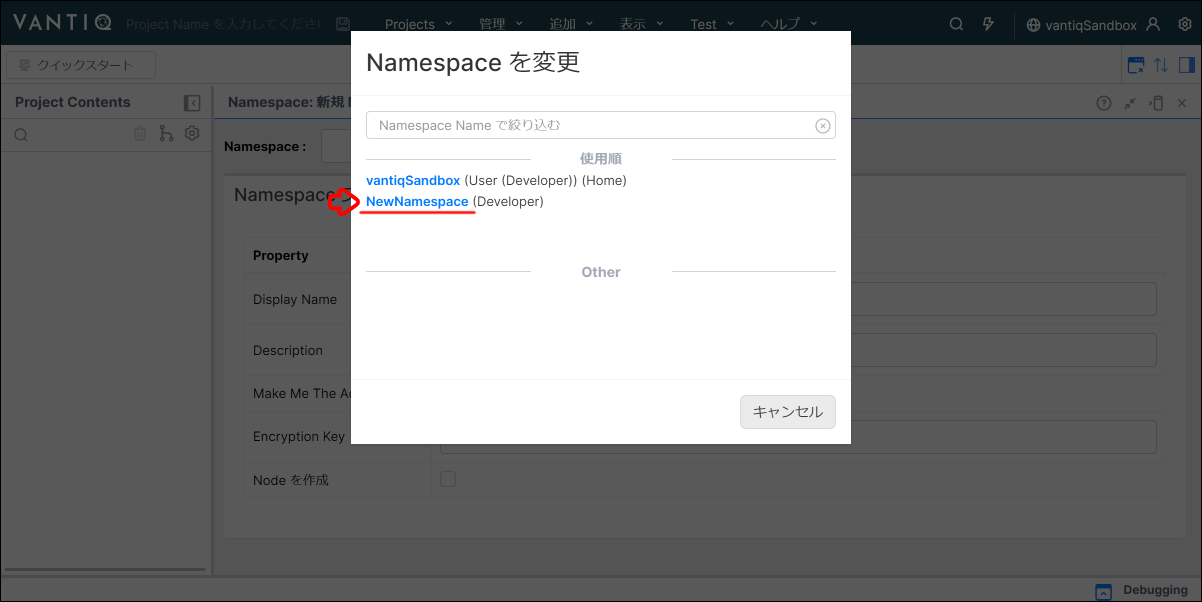 VANTIQ
Project Name を入力してください
Projects
管理
追加
表示
Test
ヘルプ
vantiqSandbox
クイックスタート
Project Contents
Namespace: 新規
Namespace :
Namespace
Property
Display Name
Description
Make Me The
Encryption Key
Node を作成
Namespace を変更
Namespace Name で絞り込む
使用順
vantiqSandbox (User (Developer)) (Home)
NewNamespace (Developer)
Other
キャンセル
Debugging